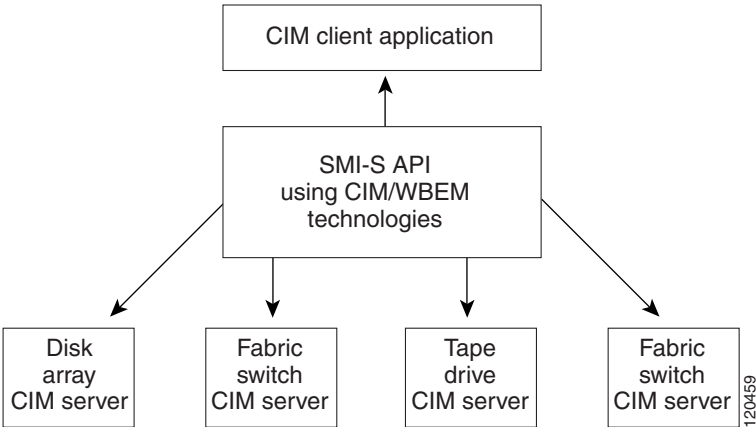 CIM client application
SMI-S API
using CIM/WBEM
technologies
Disk
array
CIM server
Fabric
switch
CIM server
Tape
drive
CIM server
Fabric
switch
CIM server
120459